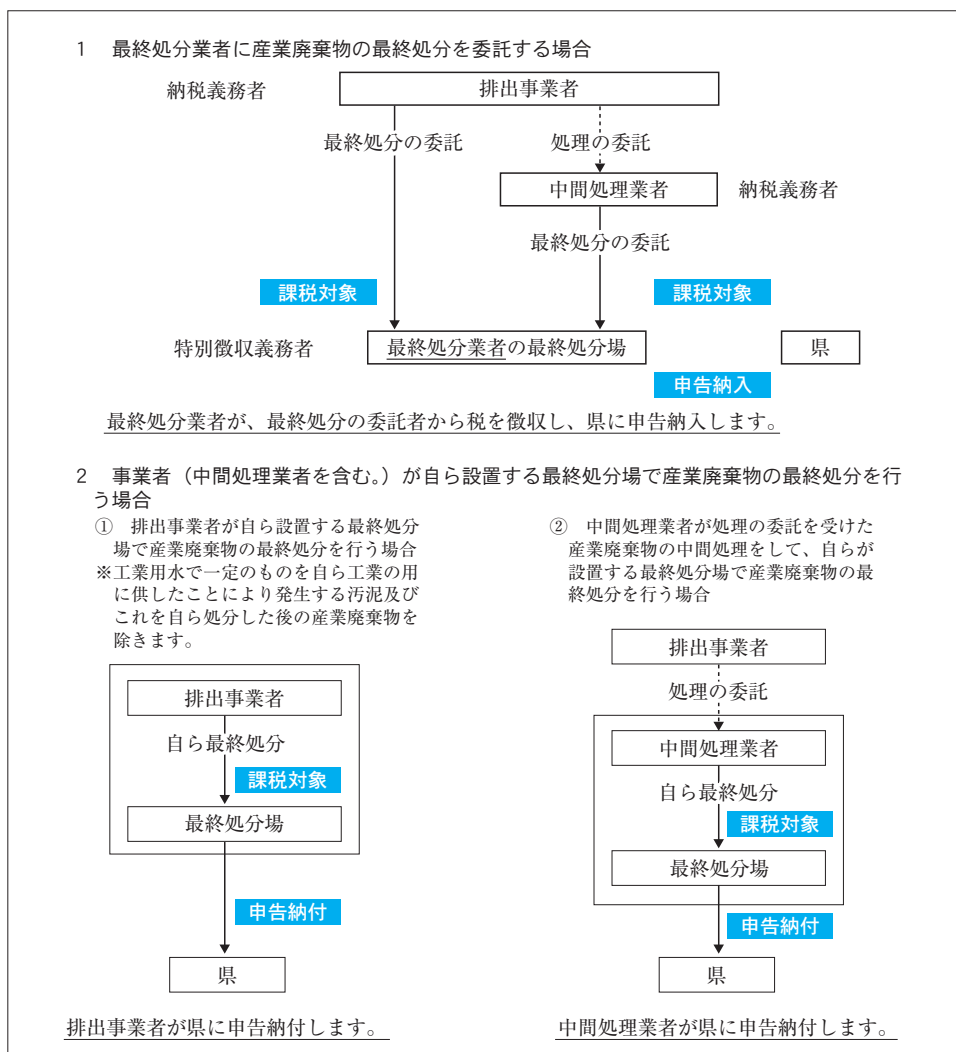 1　最終処分業者に産業廃棄物の最終処分を委託する場合
納税義務者
排出事業者
最終処分の委託
処理の委託
中間処理業者
納税義務者
最終処分の委託
課税対象
課税対象
特別徴収義務者
最終処分業者の最終処分場
県
申告納入
最終処分業者が、最終処分の委託者から税を徴収し、県に申告納入します。
2　事業者（中間処理業者を含む。）が自ら設置する最終処分場で産業廃棄物の最終処分を行
う場合
①　排出事業者が自ら設置する最終処分
場で産業廃棄物の最終処分を行う場合
※工業用水で一定のものを自ら工業の用
に供したことにより発生する汚泥及び
これを自ら処分した後の産業廃棄物を
除きます。
排出事業者
自ら最終処分
課税対象
最終処分場
申告納付
県
排出事業者が県に申告納付します。
②　中間処理業者が処理の委託を受けた
産業廃棄物の中間処理をして、自らが
設置する最終処分場で産業廃棄物の最
終処分を行う場合
排出事業者
処理の委託
中間処理業者
自ら最終処分
課税対象
最終処分場
申告納付
県
中間処理業者が県に申告納付します。